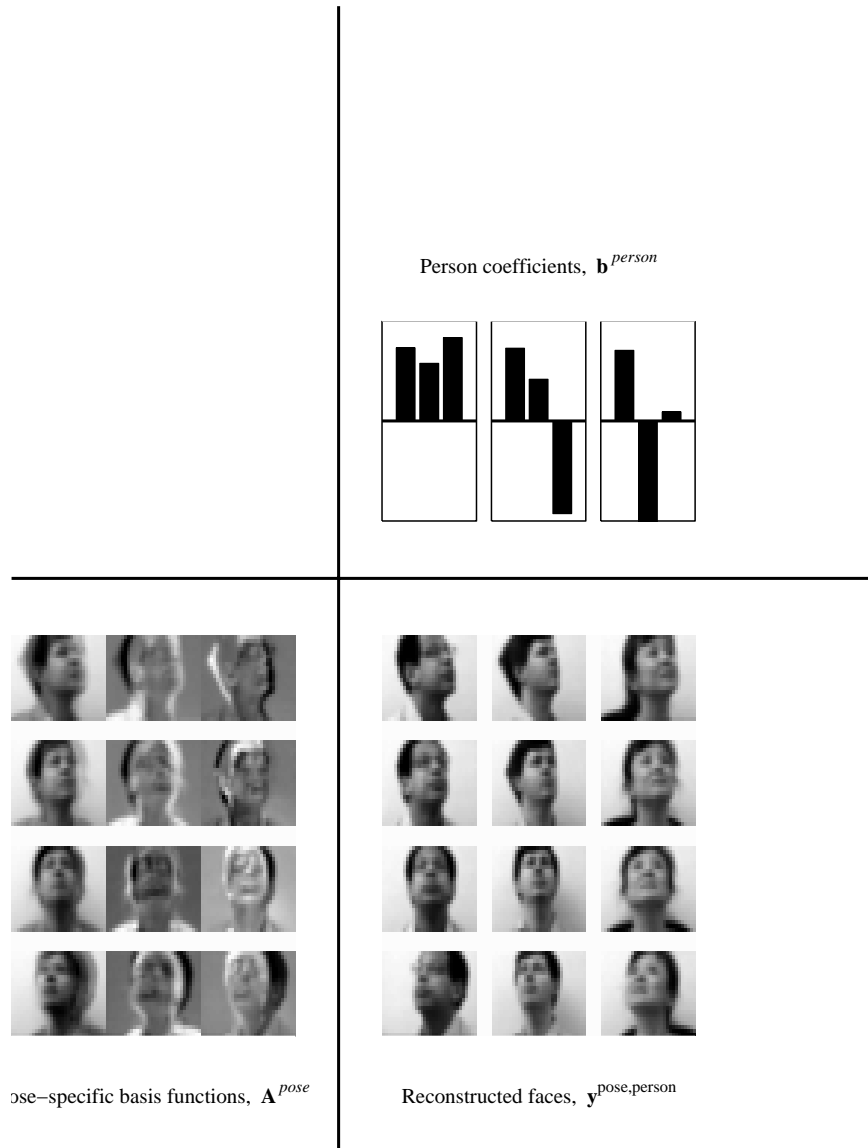 Person coefficients, b person
ose−specific basis functions, A pose
Reconstructed faces, y pose,person